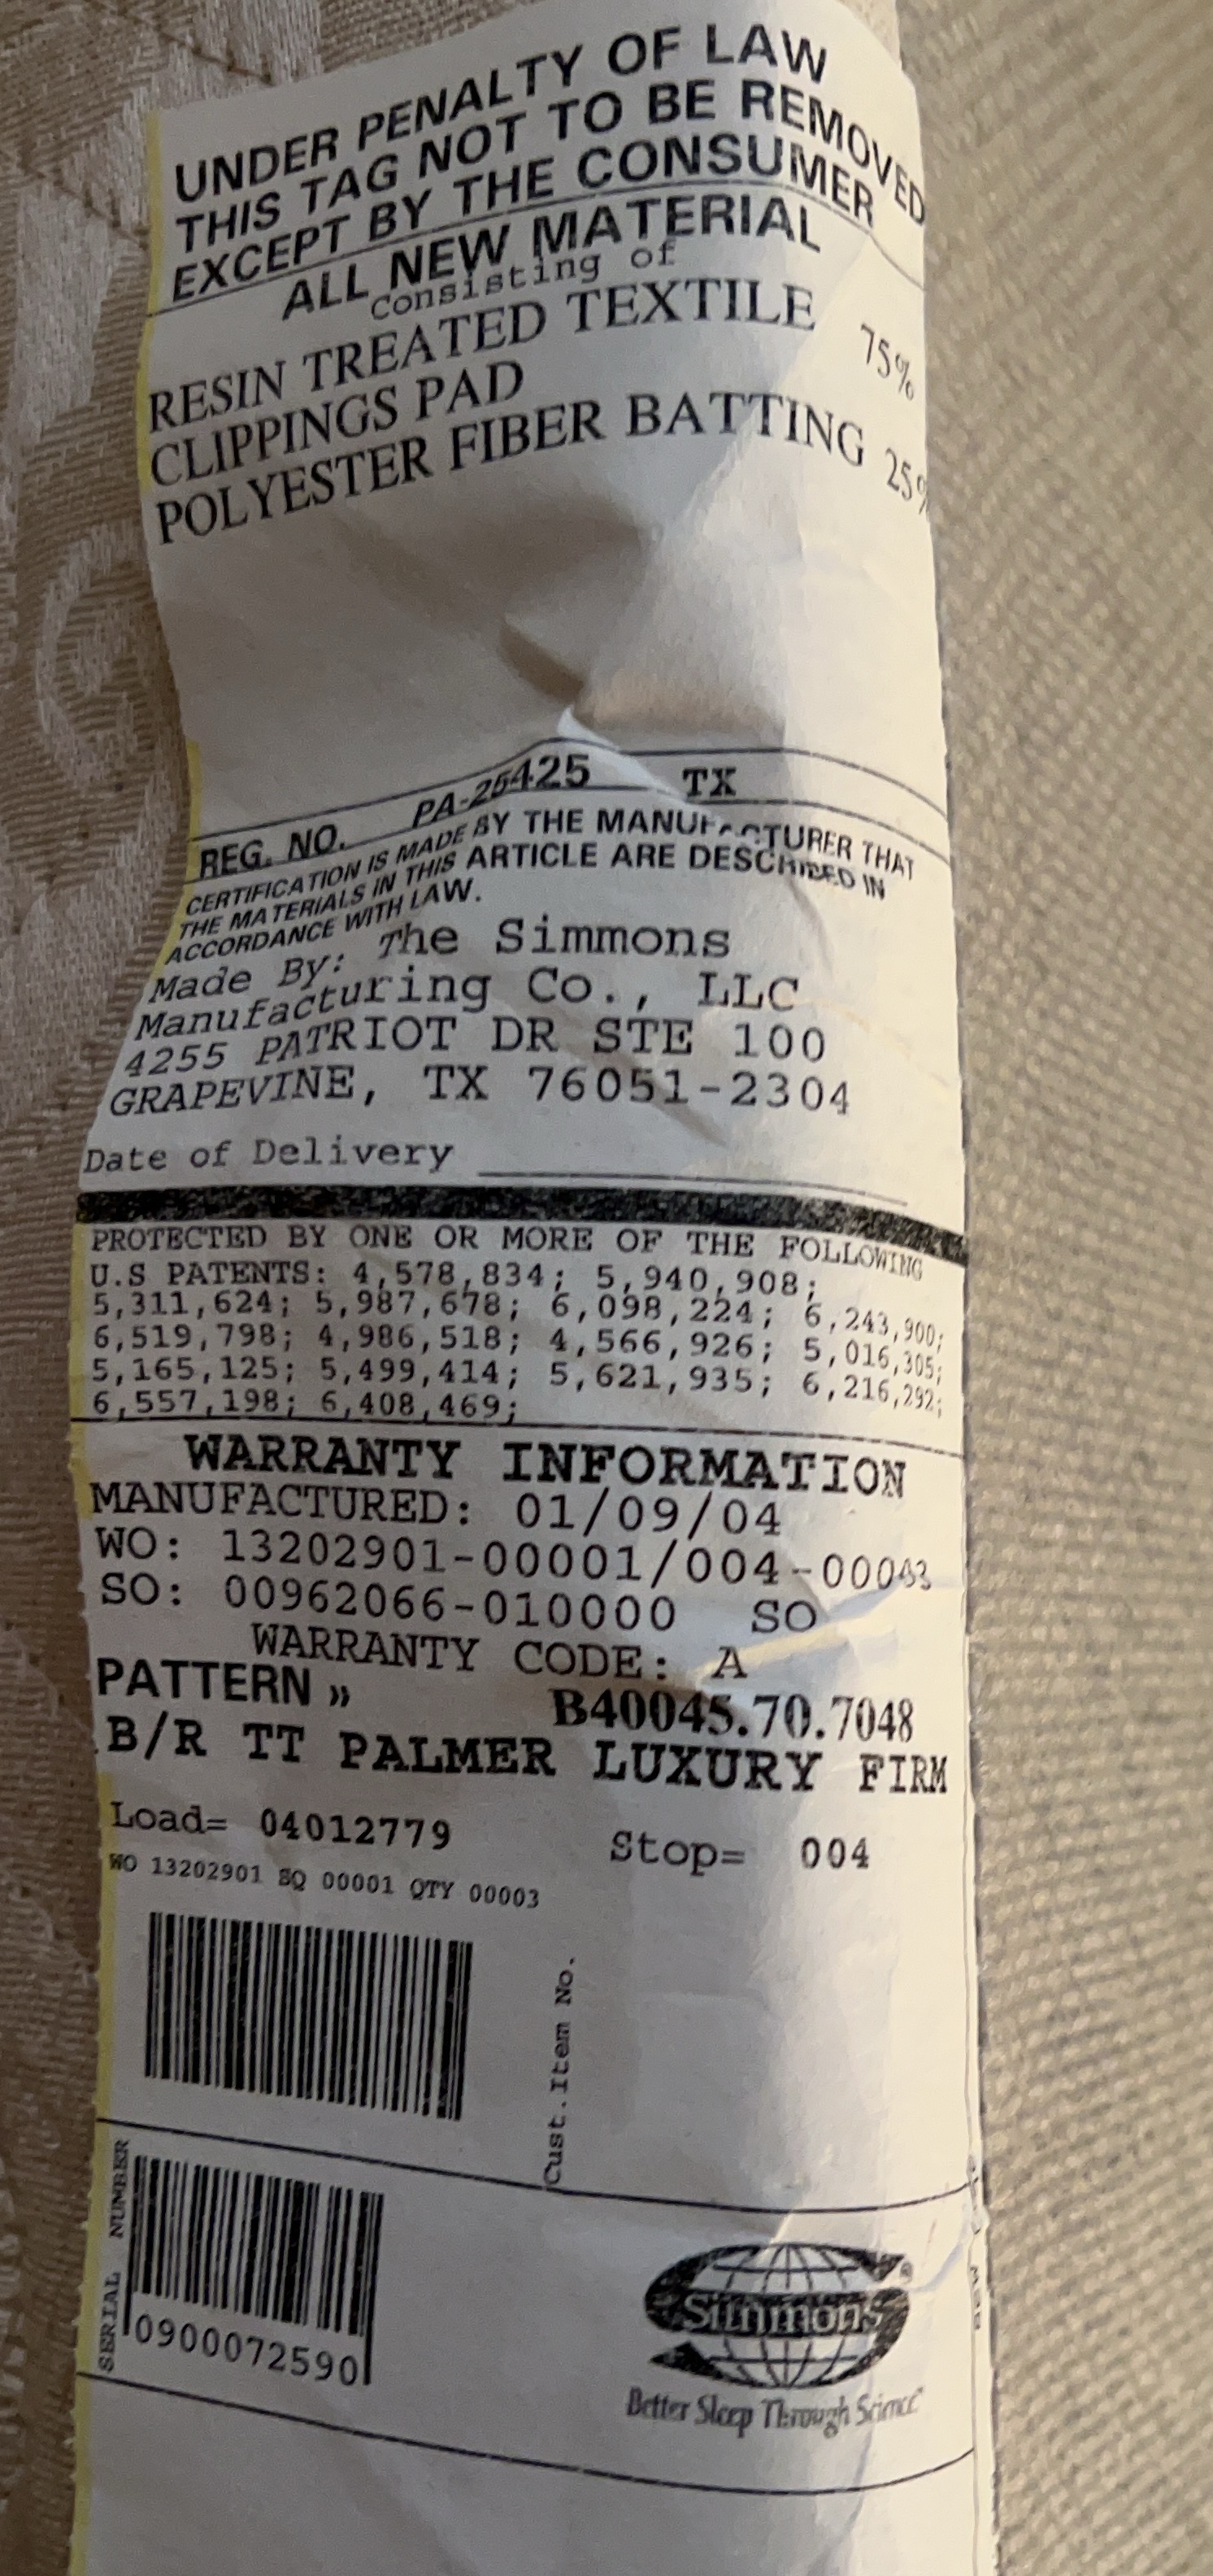 UNDER PENALTY OF LAW
THIS TAG NOT TO BE REMOVED
EXCEPT BY THE CONSUMER
ALL NEW MATERIAL
consisting of
RESIN TREATED TEXTILE 75%
CLIPPINGS PAD
POLYESTER FIBER BATTING 25%
REG. NO. PA-25425 TX
CERTIFICATION IS MADE BY THE MANUFACTURER THAT
THE MATERIALS IN THIS ARTICLE ARE DESCRIBED IN
ACCORDANCE WITH LAW.
Made By: The Simmons
Manufacturing Co., LLC
4255 PATRIOT DR STE 100
GRAPEVINE, TX 76051-2304
Date of Delivery
PROTECTED BY ONE OR MORE OF THE FOLLOWING
U.S PATENTS: 4,578,834; 5,940,908;
5,311,624; 5,987,678; 6,098,224; 6,243,900;
6,519,798; 4,986,518; 4,566,926; 5,016,305;
5,165,125; 5,499,414; 5,621,935; 6,216,292;
6,557,198; 6,408,469;
WARRANTY INFORMATION
MANUFACTURED: 01/09/04
WO: 13202901-00001/004-00003
SO: 00962066-010000 SO
WARRANTY CODE: A
PATTERN »
B40045.70.7048
B/R TT PALMER LUXURY FIRM
Load= 04012779 Stop= 004
WO 13202901 SQ 00001 QTY 00003
Cust.Item No.
SERIAL NUMBER
0900072590
Simmons®
Better Sleep Through Science